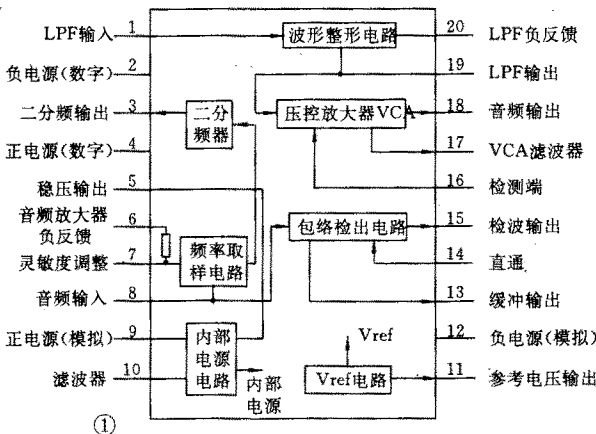 LPF输入 1
负电源(数字) 2
二分频输出 3
正电源(数字) 4
稳压输出 5
音频放大器 6
负反馈
灵敏度调整 7
音频输入 8
正电源(模拟) 9
滤波器 10
波形整形电路
二分
频器
压控放大器VCA
包络检出电路
频率取
样电路
内部
电源
电路
内部
电源
Vref
Vref电路
20 LPF负反馈
19 LPF输出
18 音频输出
17 VCA滤波器
16 检测端
15 检波输出
14 直通
13 缓冲输出
12 负电源(模拟)
11 参考电压输出
①